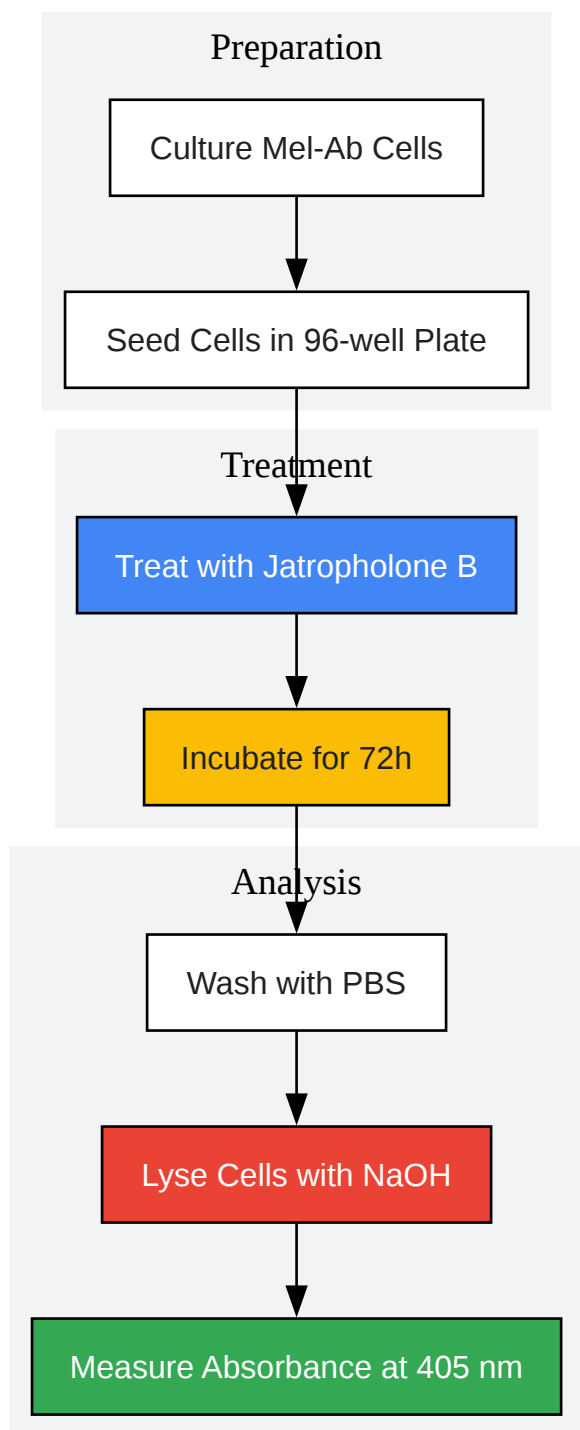 Preparation
Culture Mel-Ab Cells
Seed Cells in 96-well Plate
Treatment
Treat with Jatropholone B
Incubate for 72h
Analysis
Wash with PBS
Lyse Cells with NaOH
Measure Absorbance at 405 nm